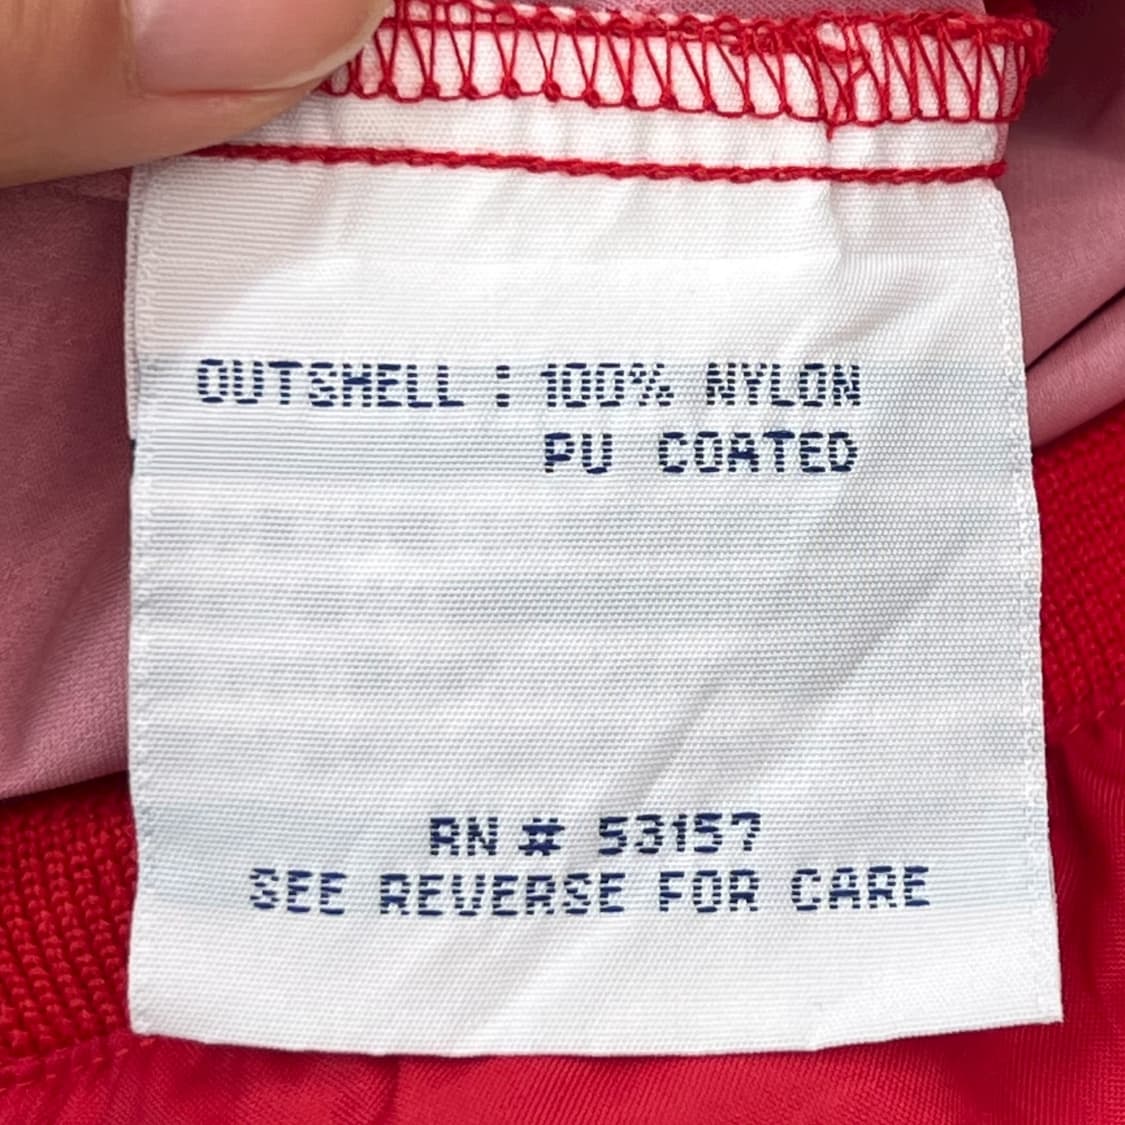 OUTSHELL : 100% NYLON
PU COATED
RN # 53157
SEE REVERSE FOR CARE